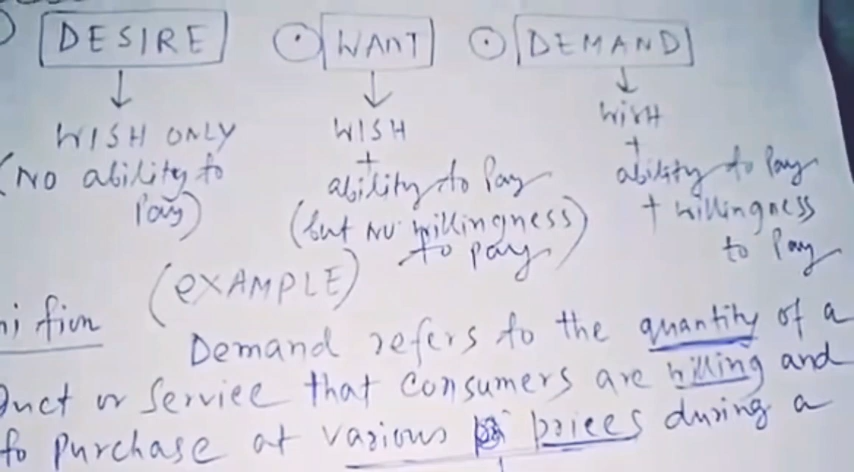 DESIRE WANT DEMAND
WISH ONLY WISH WISH
(NO ability to + +
Pay) ability to Pay ability to Pay
(but NO willingness + willingness
to pay) to Pay
(EXAMPLE)
Demand refers to the quantity of a
or Service that consumers are willing and
to purchase at various prices during a